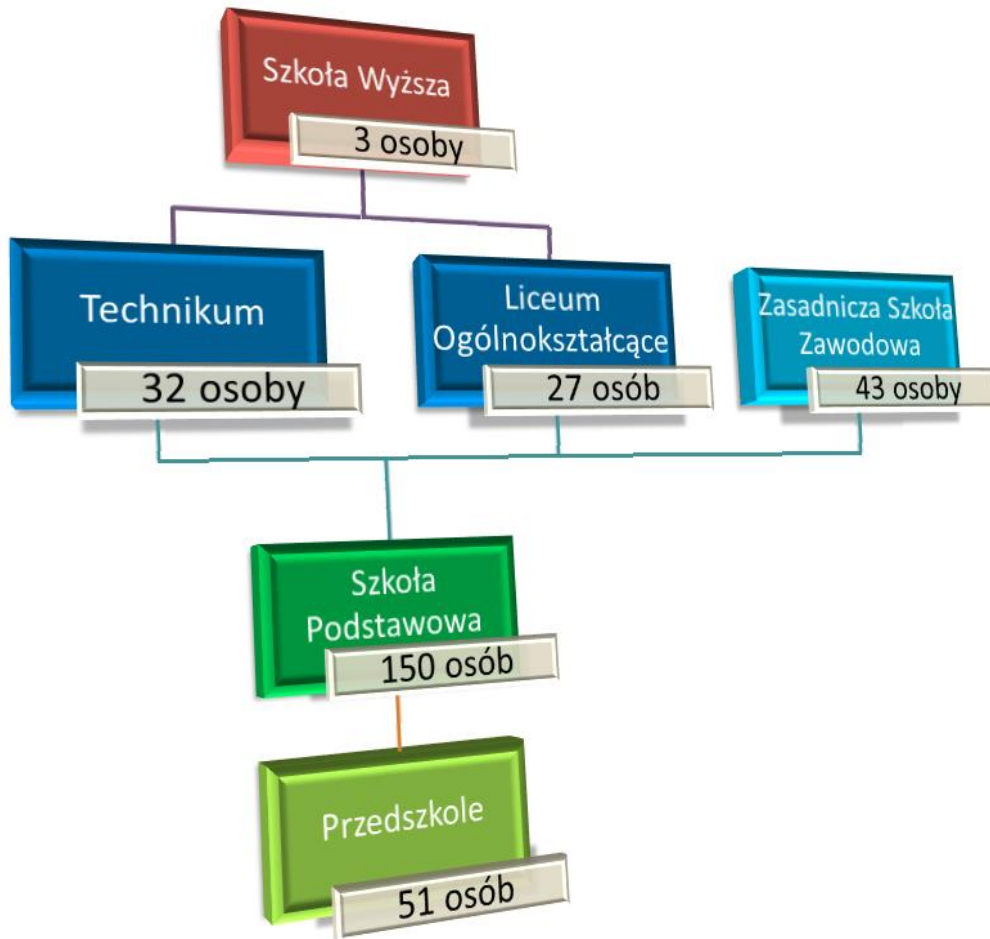 Szkoła Wyższa
3 osoby
Technikum
32 osoby
Liceum
Ogólnokształcące
27 osób
Zasadnicza Szkoła
Zawodowa
43 osoby
Szkoła
Podstawowa
150 osób
Przedszkole
51 osób